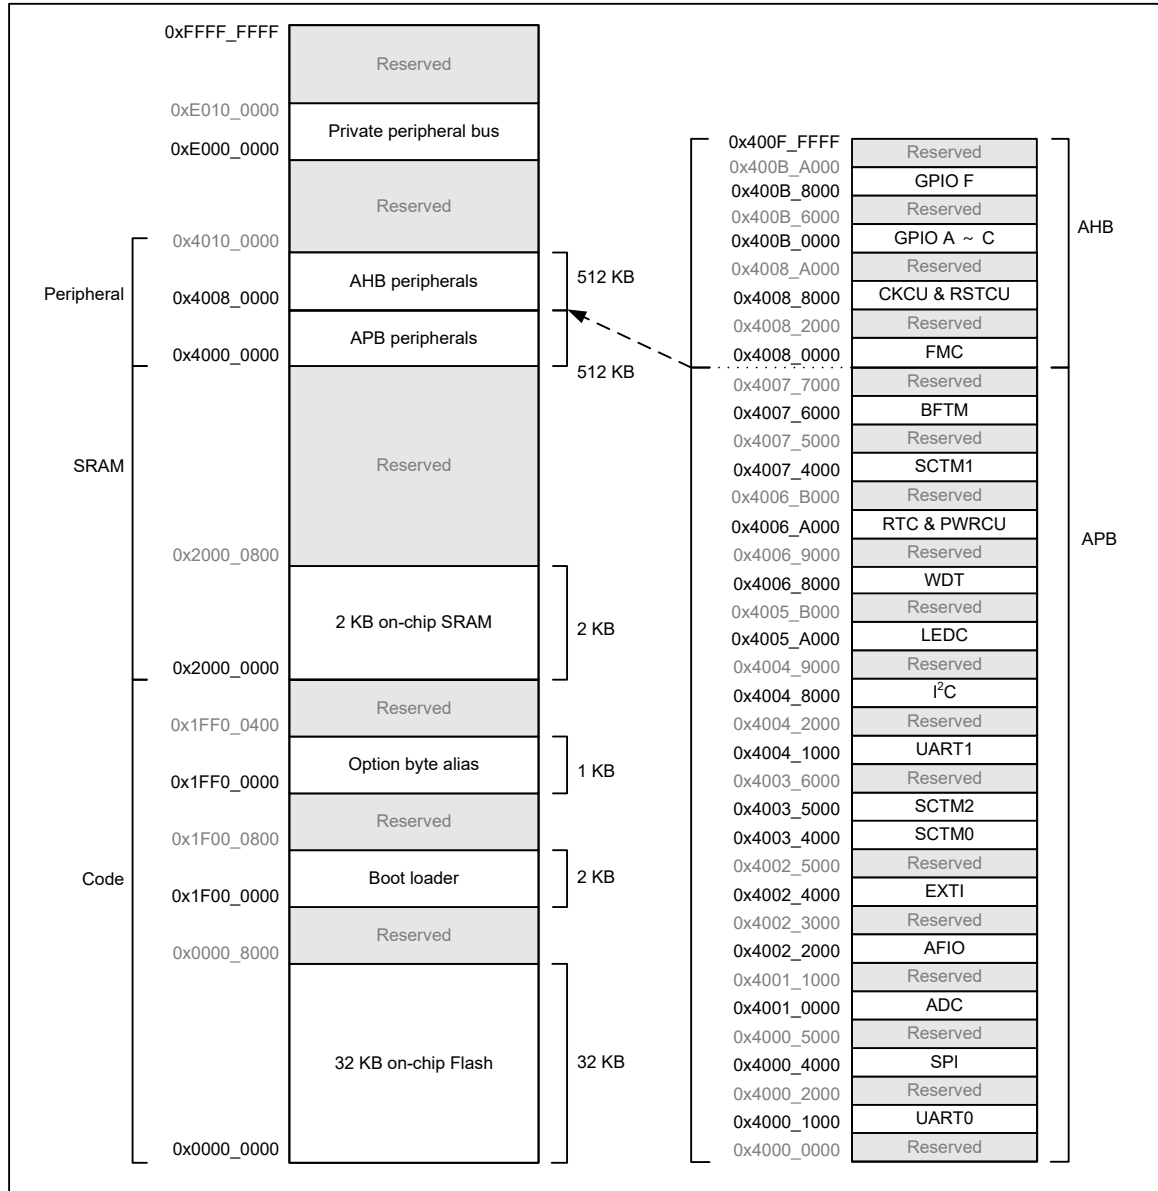 0xFFFF_FFFF
Reserved
0xE010_0000
Private peripheral bus
0xE000_0000
Reserved
0x4010_0000
Peripheral
AHB peripherals
512 KB
0x4008_0000
APB peripherals
0x4000_0000
512 KB
SRAM
Reserved
0x2000_0800
2 KB on-chip SRAM
2 KB
0x2000_0000
Code
Reserved
0x1FF0_0400
Option byte alias
1 KB
0x1FF0_0000
Reserved
0x1F00_0800
Boot loader
2 KB
0x1F00_0000
Reserved
0x0000_8000
32 KB on-chip Flash
32 KB
0x0000_0000
0x400F_FFFF
Reserved
0x400B_A000
GPIO F
0x400B_8000
Reserved
0x400B_6000
AHB
GPIO A ~ C
0x400B_0000
Reserved
0x4008_A000
CKCU & RSTCU
0x4008_8000
Reserved
0x4008_2000
FMC
0x4008_0000
Reserved
0x4007_7000
BFTM
0x4007_6000
Reserved
0x4007_5000
SCTM1
0x4007_4000
Reserved
0x4006_B000
RTC & PWRCU
0x4006_A000
APB
Reserved
0x4006_9000
WDT
0x4006_8000
Reserved
0x4005_B000
LEDC
0x4005_A000
Reserved
0x4004_9000
I²C
0x4004_8000
Reserved
0x4004_2000
UART1
0x4004_1000
Reserved
0x4003_6000
SCTM2
0x4003_5000
SCTM0
0x4003_4000
Reserved
0x4002_5000
EXTI
0x4002_4000
Reserved
0x4002_3000
AFIO
0x4002_2000
Reserved
0x4001_1000
ADC
0x4001_0000
Reserved
0x4000_5000
SPI
0x4000_4000
Reserved
0x4000_2000
UART0
0x4000_1000
Reserved
0x4000_0000